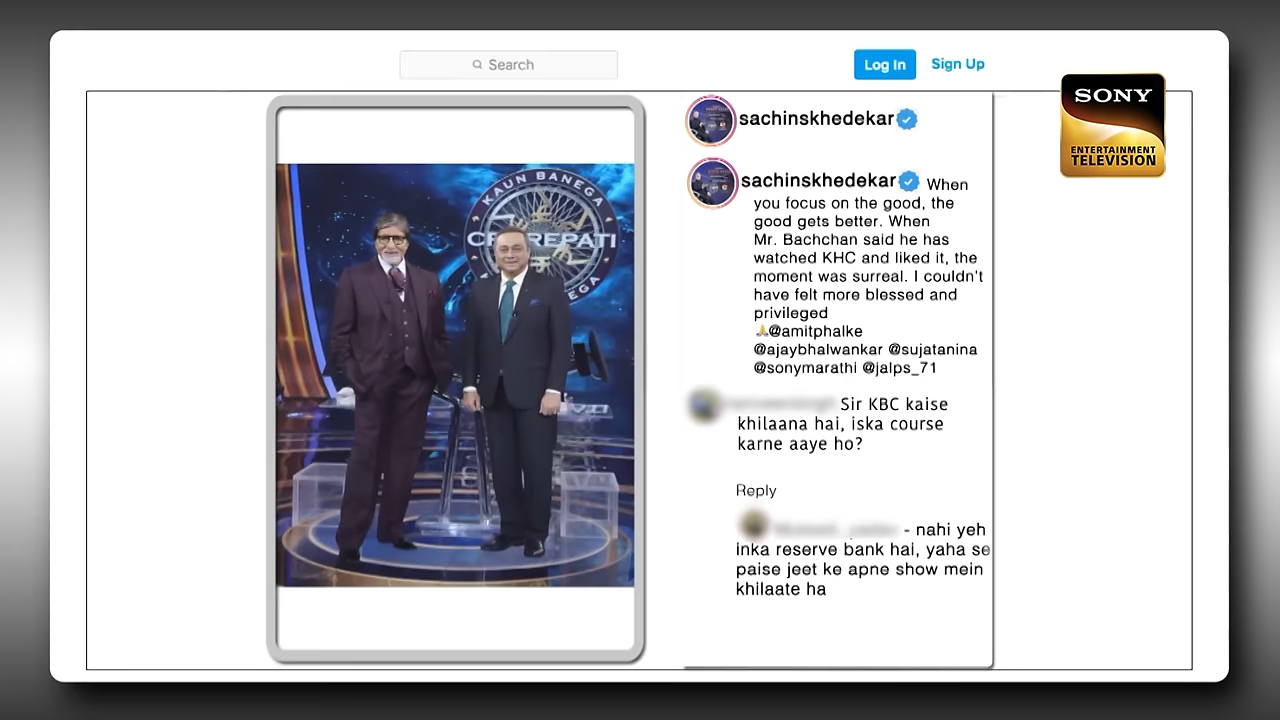 Search
Log In
Sign Up
SONY
ENTERTAINMENT
TELEVISION
KAUN BANEGA
sachinskhedekar
sachinskhedekar When
you focus on the good, the
good gets better. When
Mr. Bachchan said he has
watched KHC and liked it, the
moment was surreal. I couldn't
have felt more blessed and
privileged
🙏@amitphalke
@ajaybhalwankar @sujatanina
@sonymarathi @jalps_71
Sir KBC kaise
khilaana hai, iska course
karne aaye ho?
Reply
- nahi yeh
inka reserve bank hai, yaha se
paise jeet ke apne show mein
khilaate ha